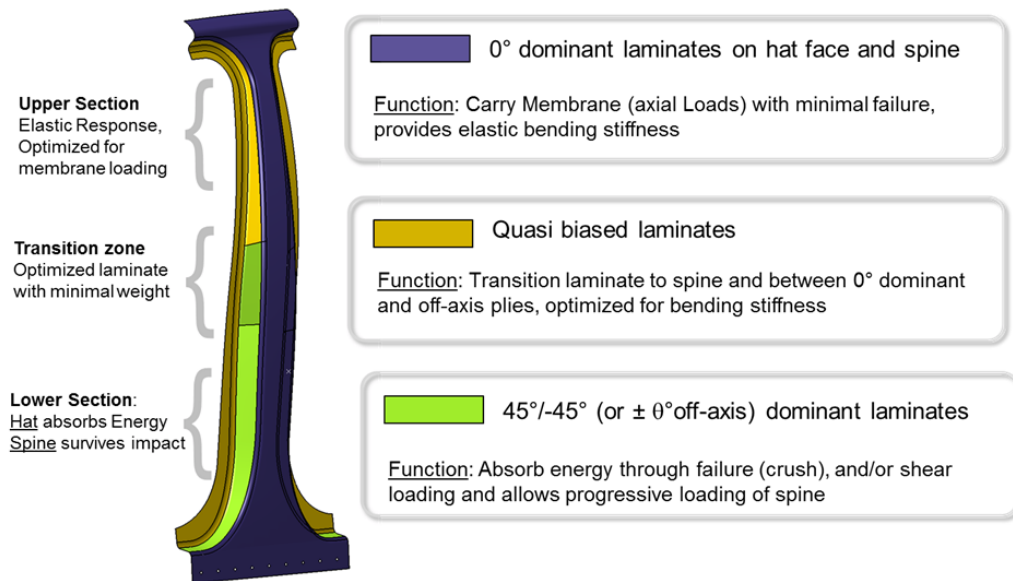 Upper Section
Elastic Response,
Optimized for
membrane loading
Transition zone
Optimized laminate
with minimal weight
Lower Section:
Hat absorbs Energy
Spine survives impact
0° dominant laminates on hat face and spine
Function: Carry Membrane (axial Loads) with minimal failure,
provides elastic bending stiffness
Quasi biased laminates
Function: Transition laminate to spine and between 0° dominant
and off-axis plies, optimized for bending stiffness
45°/-45° (or ± θ°off-axis) dominant laminates
Function: Absorb energy through failure (crush), and/or shear
loading and allows progressive loading of spine